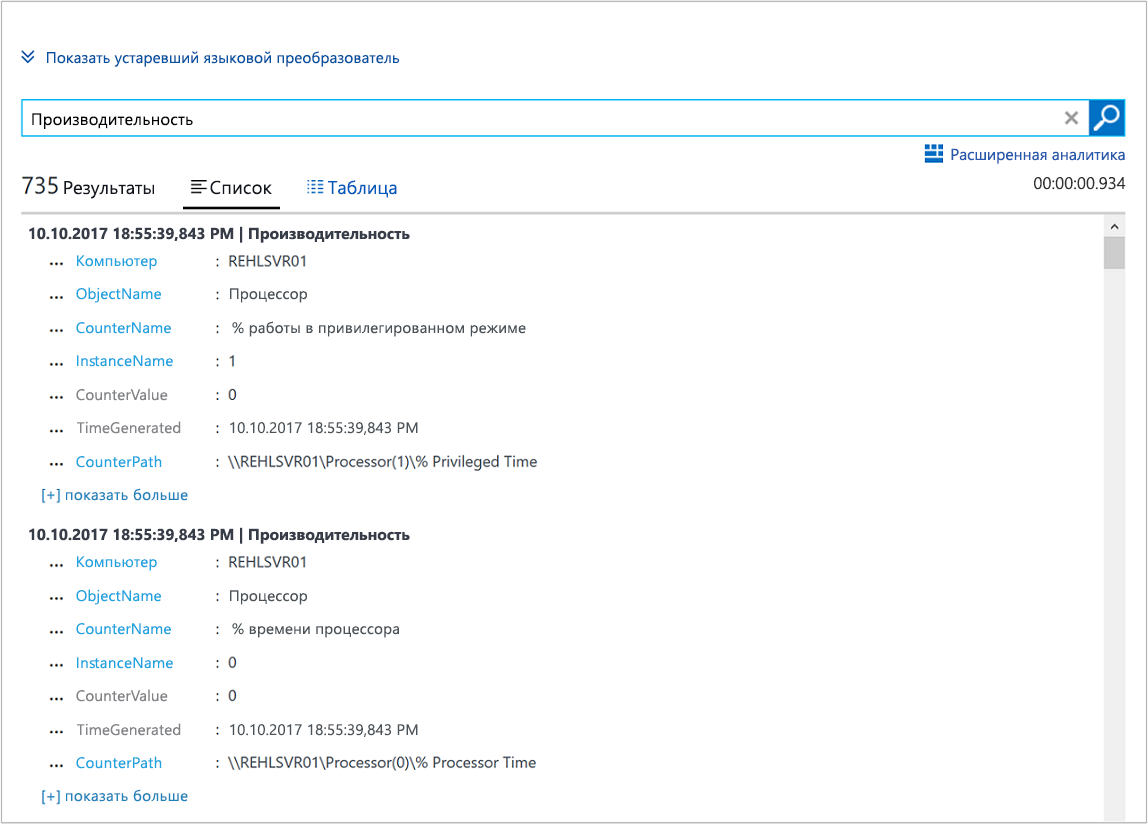 Показать устаревший языковой преобразователь
Производительность
Расширенная аналитика
735 Результаты Список Таблица 00:00:00.934
10.10.2017 18:55:39,843 PM | Производительность
... Компьютер : REHLSVR01
... ObjectName : Процессор
... CounterName : % работы в привилегированном режиме
... InstanceName : 1
... CounterValue : 0
... TimeGenerated : 10.10.2017 18:55:39,843 PM
... CounterPath : \\REHLSVR01\Processor(1)\% Privileged Time
[+] показать больше
10.10.2017 18:55:39,843 PM | Производительность
... Компьютер : REHLSVR01
... ObjectName : Процессор
... CounterName : % времени процессора
... InstanceName : 0
... CounterValue : 0
... TimeGenerated : 10.10.2017 18:55:39,843 PM
... CounterPath : \\REHLSVR01\Processor(0)\% Processor Time
[+] показать больше